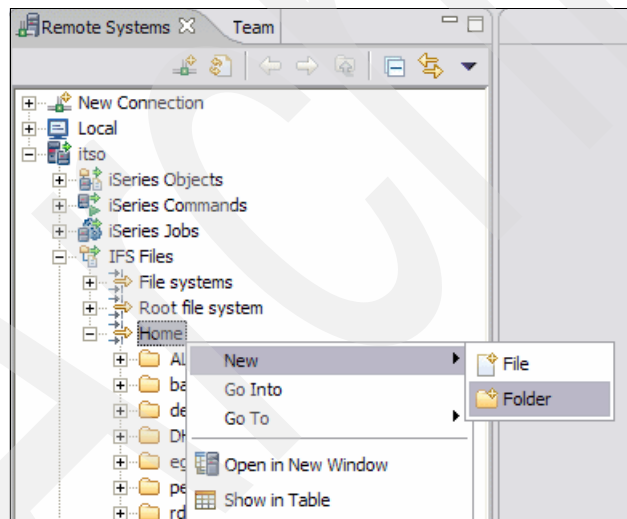 Remote Systems Team
New Connection
Local
itso
iSeries Objects
iSeries Commands
iSeries Jobs
IFS Files
File systems
Root file system
Home
New
File
Go Into
Folder
Go To
Open in New Window
Show in Table